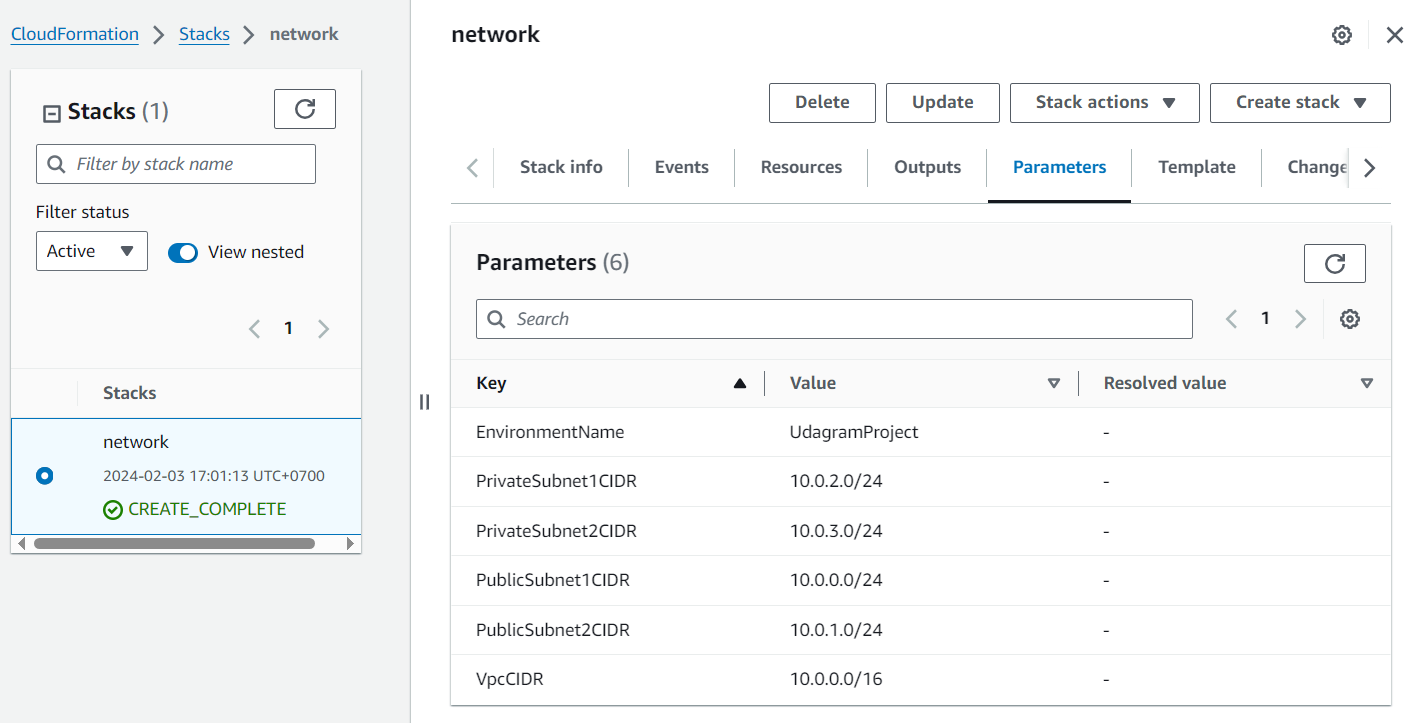 CloudFormation > Stacks > network
Stacks (1)
Filter by stack name
Filter status
Active
View nested
1
Stacks
network
2024-02-03 17:01:13 UTC+0700
CREATE_COMPLETE
network
Delete Update Stack actions Create stack
Stack info Events Resources Outputs Parameters Template Change
Parameters (6)
Search
1
Key Value Resolved value
EnvironmentName UdagramProject -
PrivateSubnet1CIDR 10.0.2.0/24 -
PrivateSubnet2CIDR 10.0.3.0/24 -
PublicSubnet1CIDR 10.0.0.0/24 -
PublicSubnet2CIDR 10.0.1.0/24 -
VpcCIDR 10.0.0.0/16 -